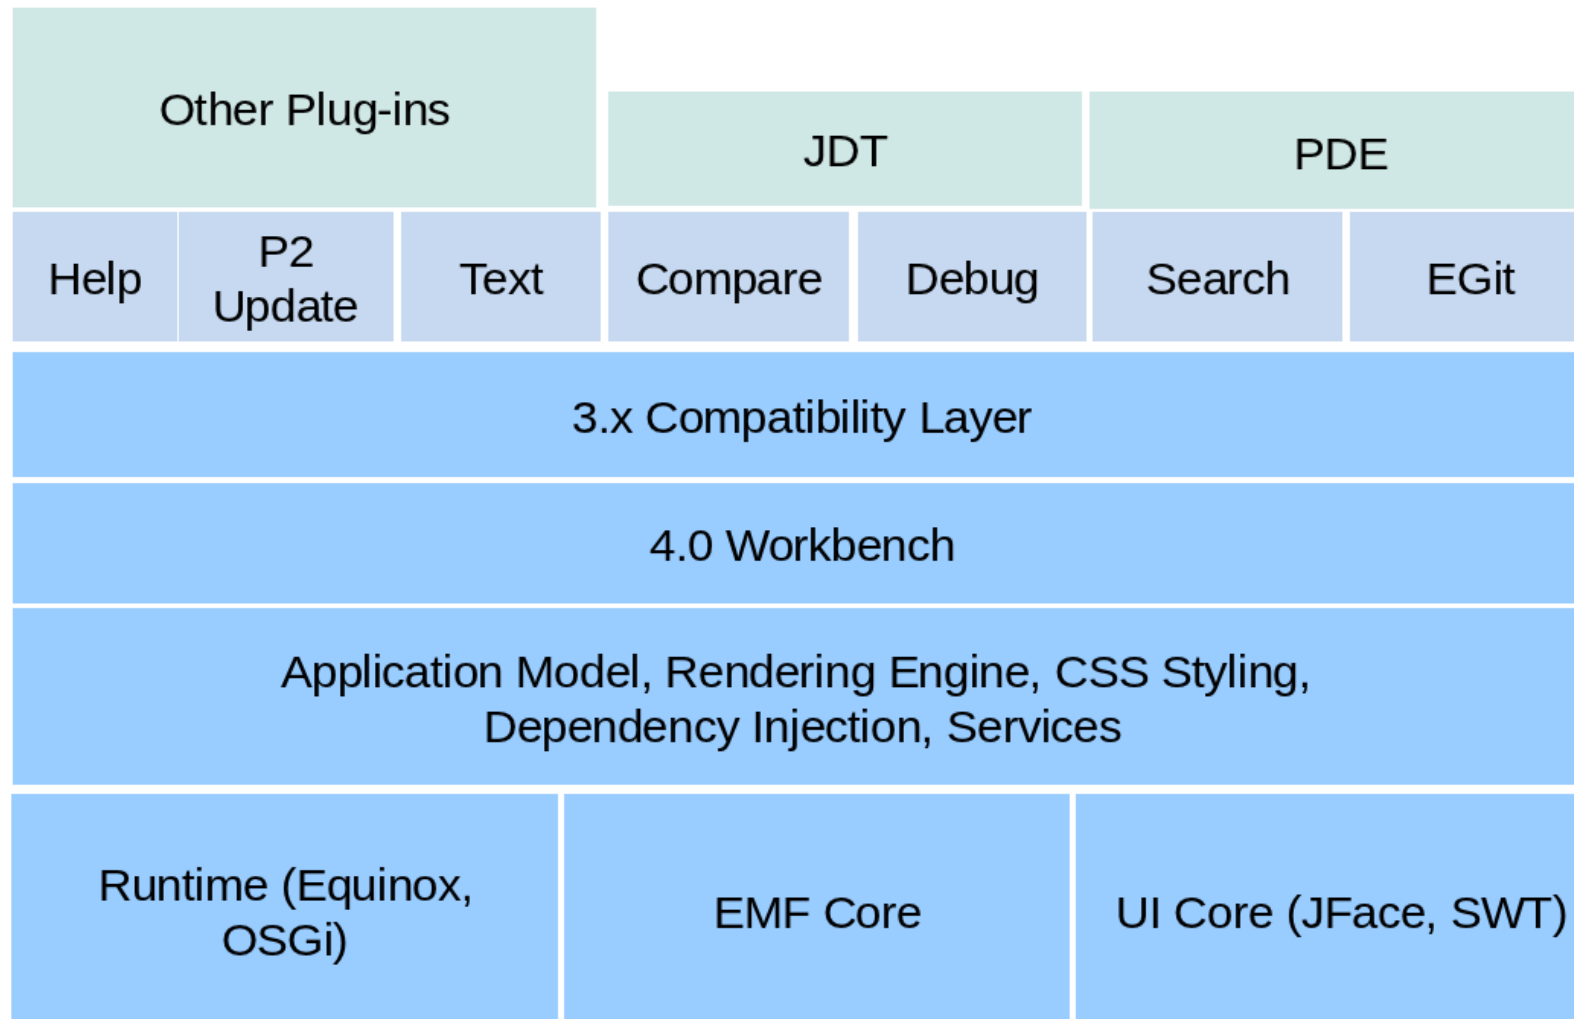 Other Plug-ins
JDT
PDE
Help
P2
Update
Text
Compare
Debug
Search
EGit
3.x Compatibility Layer
4.0 Workbench
Application Model, Rendering Engine, CSS Styling,
Dependency Injection, Services
Runtime (Equinox,
OSGi)
EMF Core
UI Core (JFace, SWT)